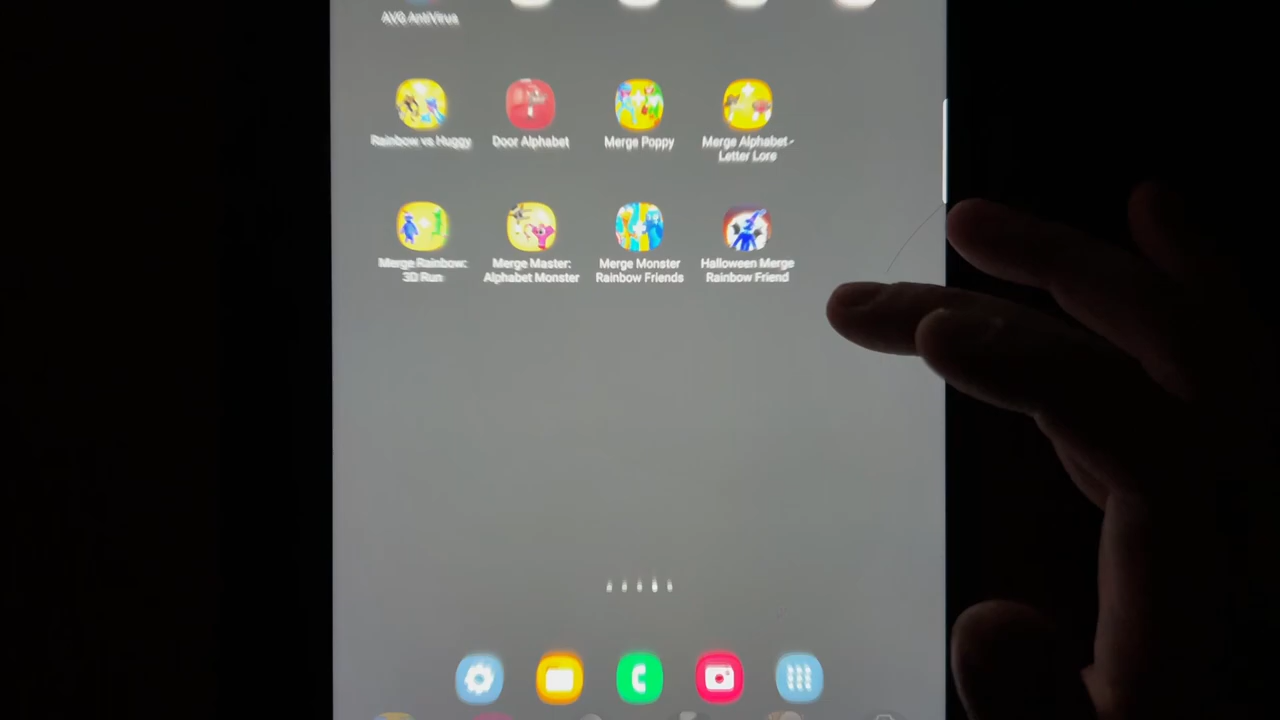 AVG AntiVirus
Rainbow vs Huggy
Door Alphabet
Merge Poppy
Merge Alphabet -
Letter Lore
Merge Rainbow:
3D Run
Merge Master:
Alphabet Monster
Merge Monster
Rainbow Friends
Halloween Merge
Rainbow Friend